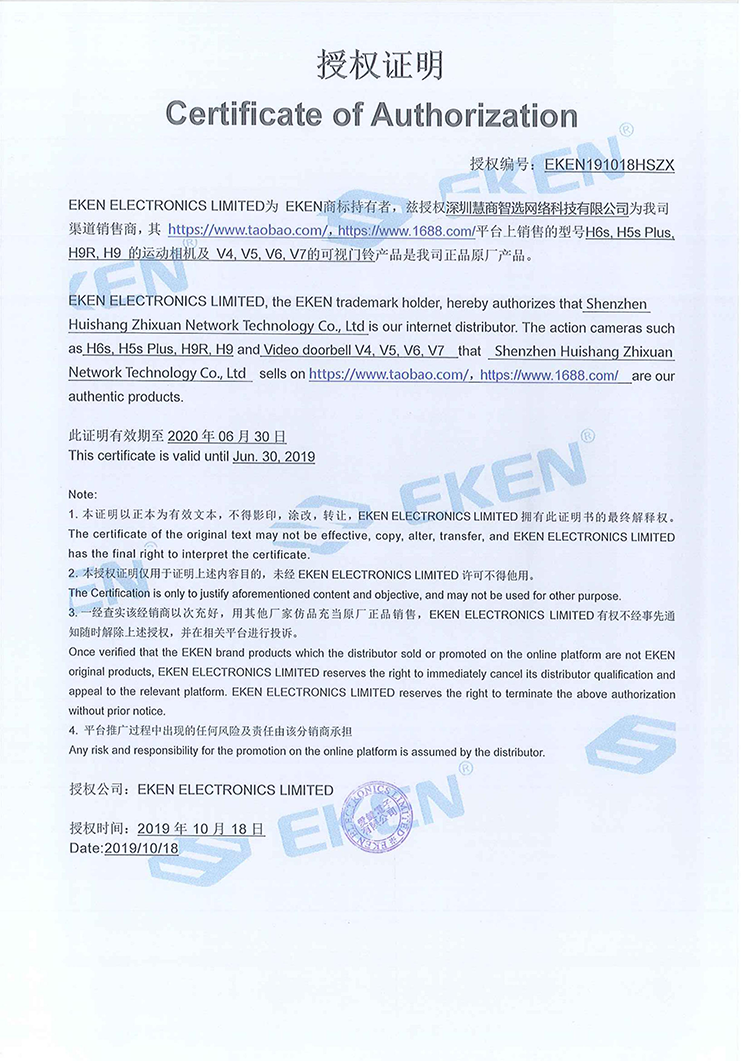 授权证明
Certificate of Authorization
授权编号：EKEN191018HSZX
EKEN ELECTRONICS LIMITED为 EKEN商标持有者，兹授权深圳慧商智选网络科技有限公司为我司
渠道销售商，其 https://www.taobao.com/，https://www.1688.com/平台上销售的型号H6s, H5s Plus,
H9R, H9 的运动相机及 V4, V5, V6, V7的可视门铃产品是我司正品原厂产品。
EKEN ELECTRONICS LIMITED, the EKEN trademark holder, hereby authorizes that Shenzhen
Huishang Zhixuan Network Technology Co., Ltd is our internet distributor. The action cameras such
as H6s, H5s Plus, H9R, H9 and Video doorbell V4, V5, V6, V7 that Shenzhen Huishang Zhixuan
Network Technology Co., Ltd sells on https://www.taobao.com/，https://www.1688.com/ are our
authentic products.
此证明有效期至 2020 年 06 月 30 日
This certificate is valid until Jun. 30, 2019
Note:
1. 本证明以正本为有效文本，不得影印，涂改，转让，EKEN ELECTRONICS LIMITED 拥有此证明书的最终解释权。
The certificate of the original text may not be effective, copy, alter, transfer, and EKEN ELECTRONICS LIMITED
has the final right to interpret the certificate.
2. 本授权证明仅用于证明上述内容目的，未经 EKEN ELECTRONICS LIMITED 许可不得他用。
The Certification is only to justify aforementioned content and objective, and may not be used for other purpose.
3. 一经查实该经销商以次充好，用其他厂家仿品充当原厂正品销售，EKEN ELECTRONICS LIMITED 有权不经事先通
知随时解除上述授权，并在相关平台进行投诉。
Once verified that the EKEN brand products which the distributor sold or promoted on the online platform are not EKEN
original products, EKEN ELECTRONICS LIMITED reserves the right to immediately cancel its distributor qualification and
appeal to the relevant platform. EKEN ELECTRONICS LIMITED reserves the right to terminate the above authorization
without prior notice.
4. 平台推广过程中出现的任何风险及责任由该分销商承担
Any risk and responsibility for the promotion on the online platform is assumed by the distributor.
授权公司：EKEN ELECTRONICS LIMITED
授权时间：2019 年 10 月 18 日
Date:2019/10/18
EKEN®
EKEN®
EKEN®
EKEN®